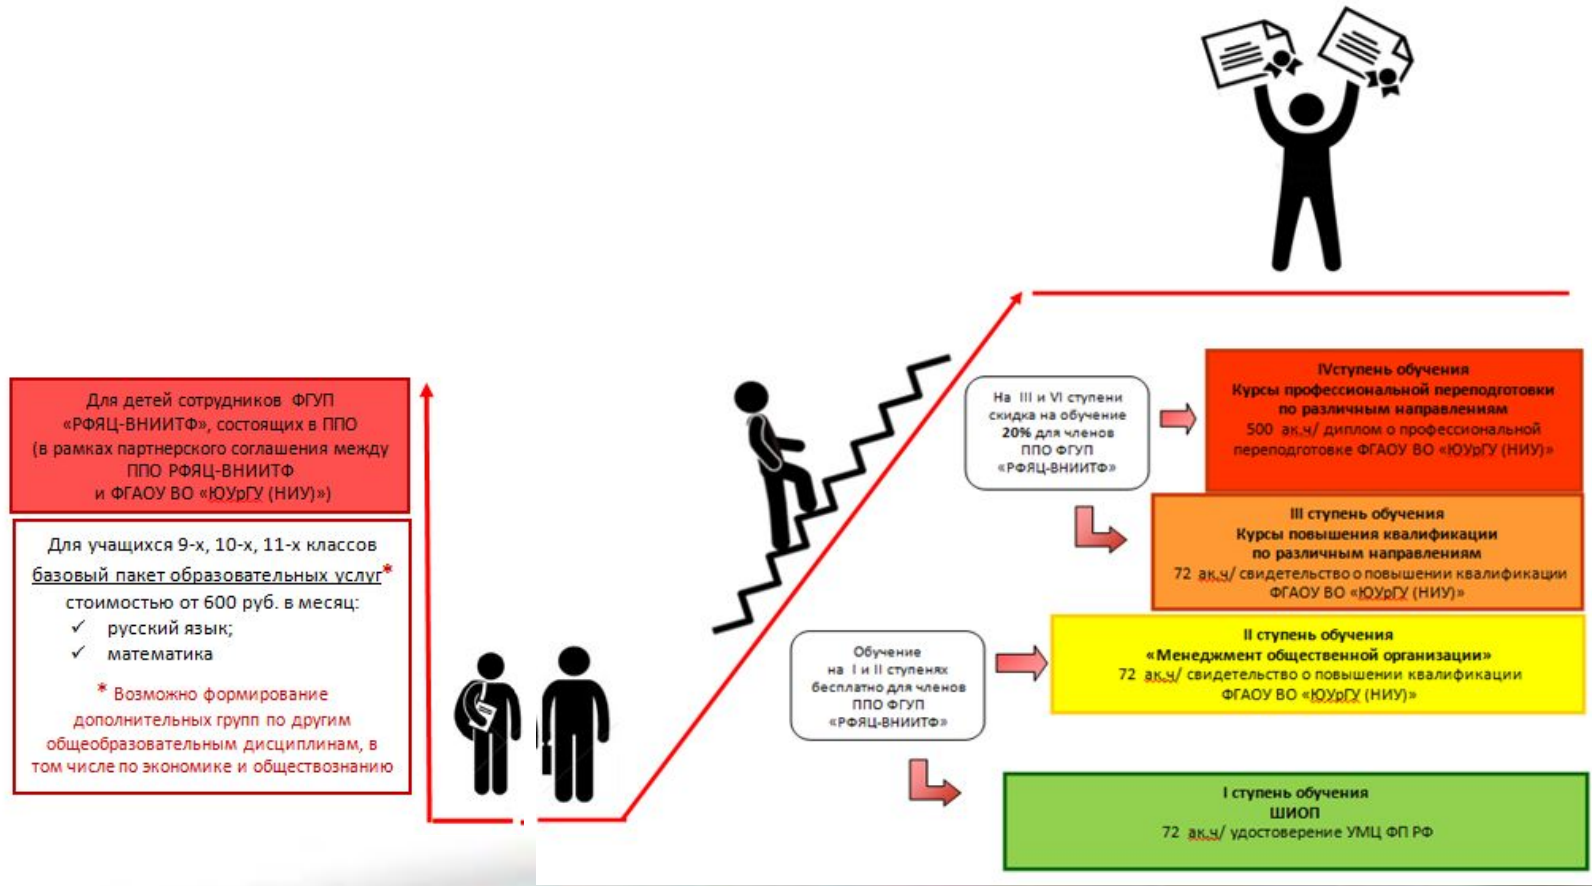 Для детей сотрудников ФГУП
«РФЯЦ-ВНИИТФ», состоящих в ППО
(в рамках партнерского соглашения между
ППО РФЯЦ-ВНИИТФ
и ФГАОУ ВО «ЮУрГУ (НИУ)»)
Для учащихся 9-х, 10-х, 11-х классов
базовый пакет образовательных услуг*
стоимостью от 600 руб. в месяц:
✓ русский язык;
✓ математика
* Возможно формирование
дополнительных групп по другим
общеобразовательным дисциплинам, в
том числе по экономике и обществознанию
На III и VI ступени
скидка на обучение
20% для членов
ППО ФГУП
«РФЯЦ-ВНИИТФ»
IVступень обучения
Курсы профессиональной переподготовки
по различным направлениям
500 ак.ч/ диплом о профессиональной
переподготовке ФГАОУ ВО «ЮУрГУ (НИУ)»
III ступень обучения
Курсы повышения квалификации
по различным направлениям
72 ак.ч/ свидетельство о повышении квалификации
ФГАОУ ВО «ЮУрГУ (НИУ)»
Обучение
на I и II ступенях
бесплатно для членов
ППО ФГУП
«РФЯЦ-ВНИИТФ»
II ступень обучения
«Менеджмент общественной организации»
72 ак.ч/ свидетельство о повышении квалификации
ФГАОУ ВО «ЮУрГУ (НИУ)»
I ступень обучения
ШИОП
72 ак.ч/ удостоверение УМЦ ФП РФ